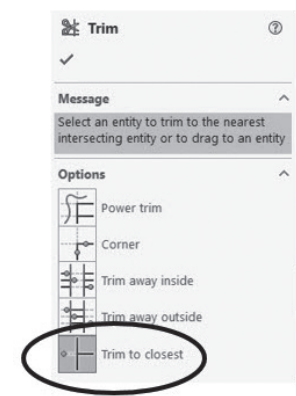 Trim
Message
Select an entity to trim to the nearest
intersecting entity or to drag to an entity
Options
Power trim
Corner
Trim away inside
Trim away outside
Trim to closest